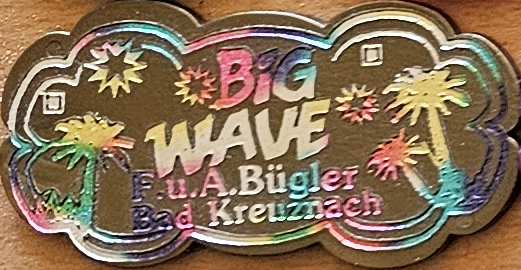 BiG
WAVE
F.u.A.Bügler
Bad Kreuznach